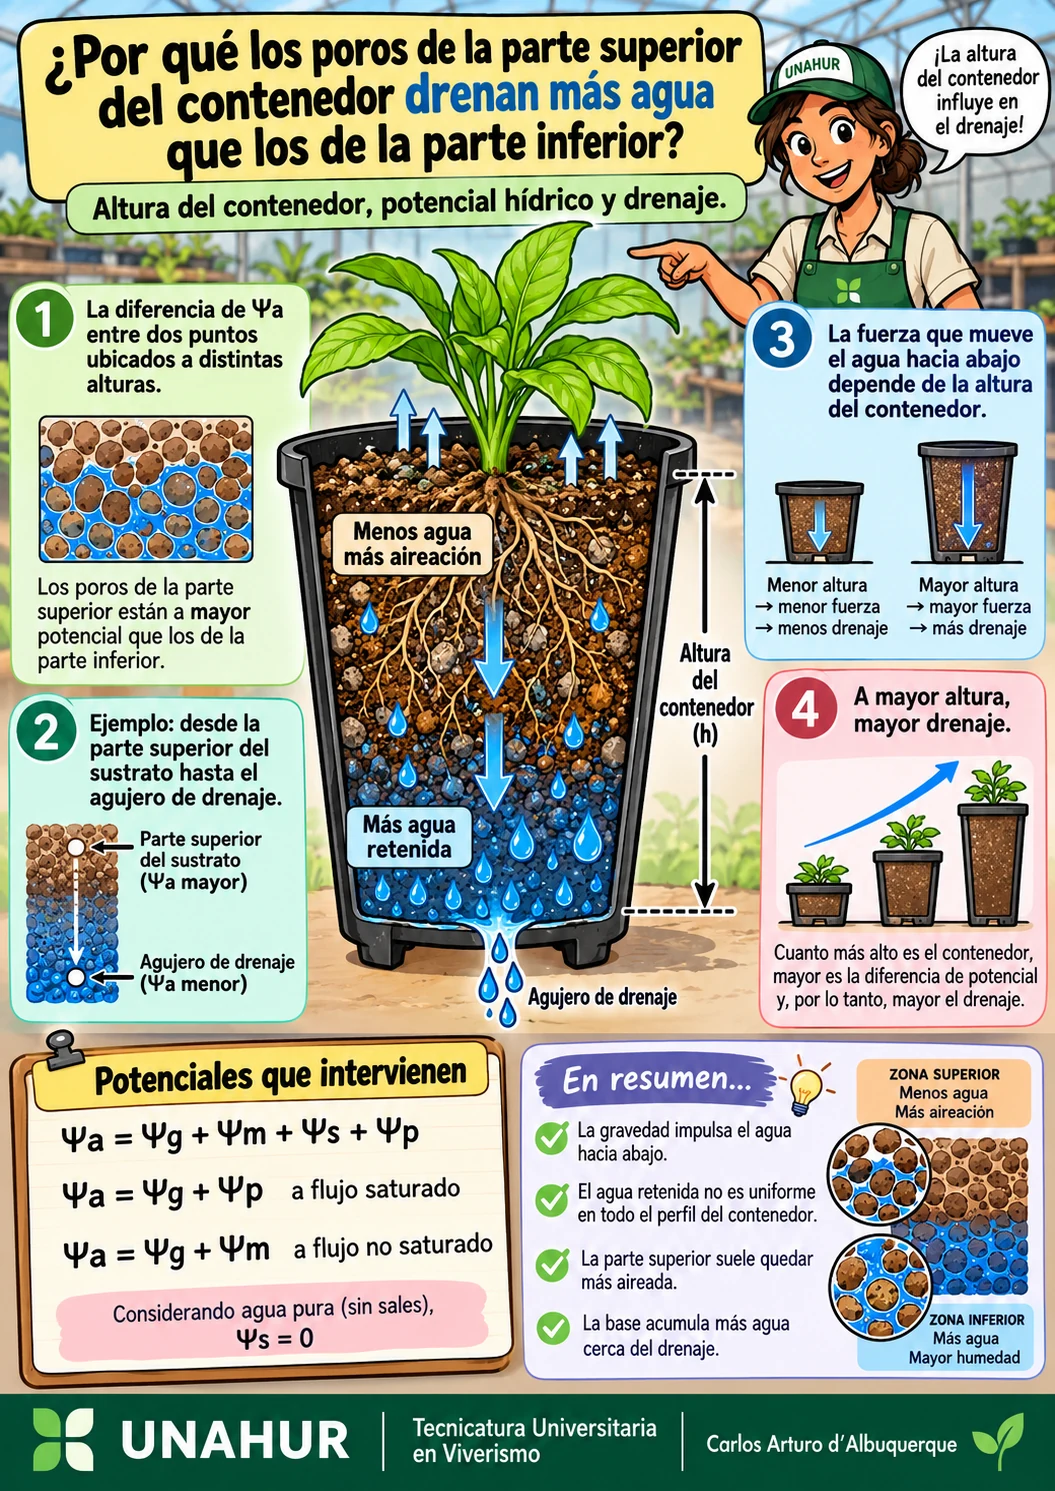 ¿Por qué los poros de la parte superior
del contenedor drenan más agua
que los de la parte inferior?
Altura del contenedor, potencial hídrico y drenaje.
UNAHUR
¡La altura
del contenedor
influye en
el drenaje!
1
La diferencia de Ψa
entre dos puntos
ubicados a distintas
alturas.
Los poros de la parte
superior están a mayor
potencial que los de la
parte inferior.
2
Ejemplo: desde la
parte superior del
sustrato hasta el
agujero de drenaje.
Parte superior
del sustrato
(Ψa mayor)
Agujero de drenaje
(Ψa menor)
Menos agua
más aireación
Más agua
retenida
Agujero de drenaje
Altura
del
contenedor
(h)
3
La fuerza que mueve
el agua hacia abajo
depende de la altura
del contenedor.
Menor altura
→ menor fuerza
→ menos drenaje
Mayor altura
→ mayor fuerza
→ más drenaje
4
A mayor altura,
mayor drenaje.
Cuanto más alto es el contenedor,
mayor es la diferencia de potencial
y, por lo tanto, mayor el drenaje.
Potenciales que intervienen
Ψa = Ψg + Ψm + Ψs + Ψp
Ψa = Ψg + Ψp a flujo saturado
Ψa = Ψg + Ψm a flujo no saturado
Considerando agua pura (sin sales),
Ψs = 0
En resumen...
La gravedad impulsa el agua
hacia abajo.
El agua retenida no es uniforme
en todo el perfil del contenedor.
La parte superior suele quedar
más aireada.
La base acumula más agua
cerca del drenaje.
ZONA SUPERIOR
Menos agua
Más aireación
ZONA INFERIOR
Más agua
Mayor humedad
UNAHUR
Tecnicatura Universitaria
en Viverismo
Carlos Arturo d'Albuquerque